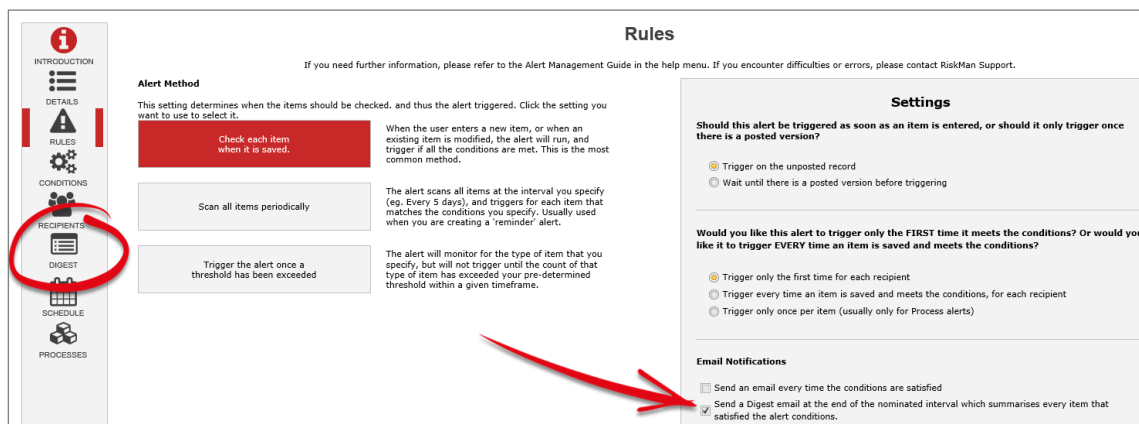 Rules
If you need further information, please refer to the Alert Management Guide in the help menu. If you encounter difficulties or errors, please contact RiskMan Support.
INTRODUCTION
DETAILS
RULES
CONDITIONS
RECIPIENTS
DIGEST
SCHEDULE
PROCESSES
Alert Method
This setting determines when the items should be checked. and thus the alert triggered. Click the setting you
want to use to select it.
Check each item
when it is saved.
When the user enters a new item, or when an
existing item is modified, the alert will run, and
trigger if all the conditions are met. This is the most
common method.
Scan all items periodically
The alert scans all items at the interval you specify
(eg. Every 5 days), and triggers for each item that
matches the conditions you specify. Usually used
when you are creating a 'reminder' alert.
Trigger the alert once a
threshold has been exceeded
The alert will monitor for the type of item that you
specify, but will not trigger until the count of that
type of item has exceeded your pre-determined
threshold within a given timeframe.
Settings
Should this alert be triggered as soon as an item is entered, or should it only trigger once
there is a posted version?
Trigger on the unposted record
Wait until there is a posted version before triggering
Would you like this alert to trigger only the FIRST time it meets the conditions? Or would you
like it to trigger EVERY time an item is saved and meets the conditions?
Trigger only the first time for each recipient
Trigger every time an item is saved and meets the conditions, for each recipient
Trigger only once per item (usually only for Process alerts)
Email Notifications
Send an email every time the conditions are satisfied
Send a Digest email at the end of the nominated interval which summarises every item that
satisfied the alert conditions.